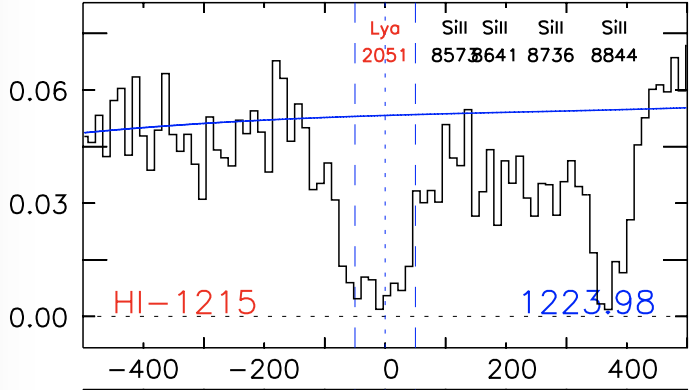 Lya SiII SiII SiII SiII
2051 8573 8641 8736 8844
0.06
0.03
HI-1215 1223.98
0.00
-400 -200 0 200 400